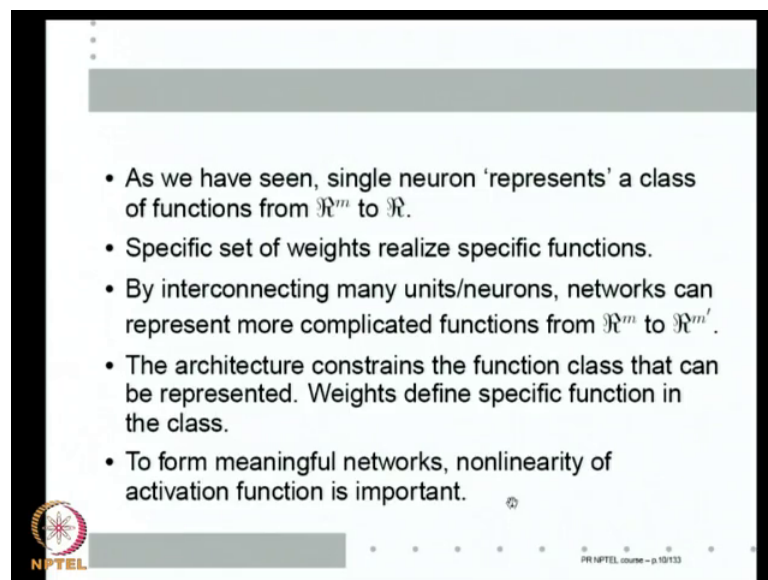 • As we have seen, single neuron ‘represents’ a class
of functions from ℜᵐ to ℜ.
• Specific set of weights realize specific functions.
• By interconnecting many units/neurons, networks can
represent more complicated functions from ℜᵐ to ℜᵐ′.
• The architecture constrains the function class that can
be represented. Weights define specific function in
the class.
• To form meaningful networks, nonlinearity of
activation function is important.
NPTEL
PR NPTEL course – p.10/133